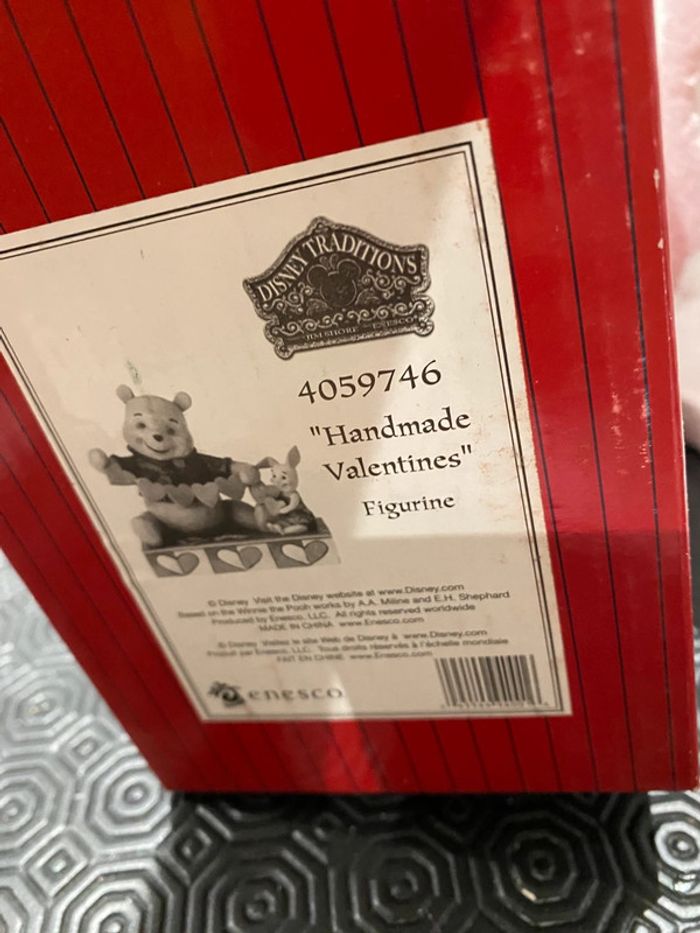 DISNEY TRADITIONS
JIM SHORE ENESCO
4059746
"Handmade
Valentines"
Figurine
© Disney Visit the Disney website at www.Disney.com
Based on the Winnie the Pooh works by A.A. Milne and E.H. Shephard
Produced by Enesco, LLC. All rights reserved worldwide
MADE IN CHINA www.Enesco.com
© Disney Visitez le site Web de Disney à www.Disney.com
Produit par Enesco, LLC. Tous droits réservés à l'échelle mondiale
FAIT EN CHINE www.Enesco.com
enesco